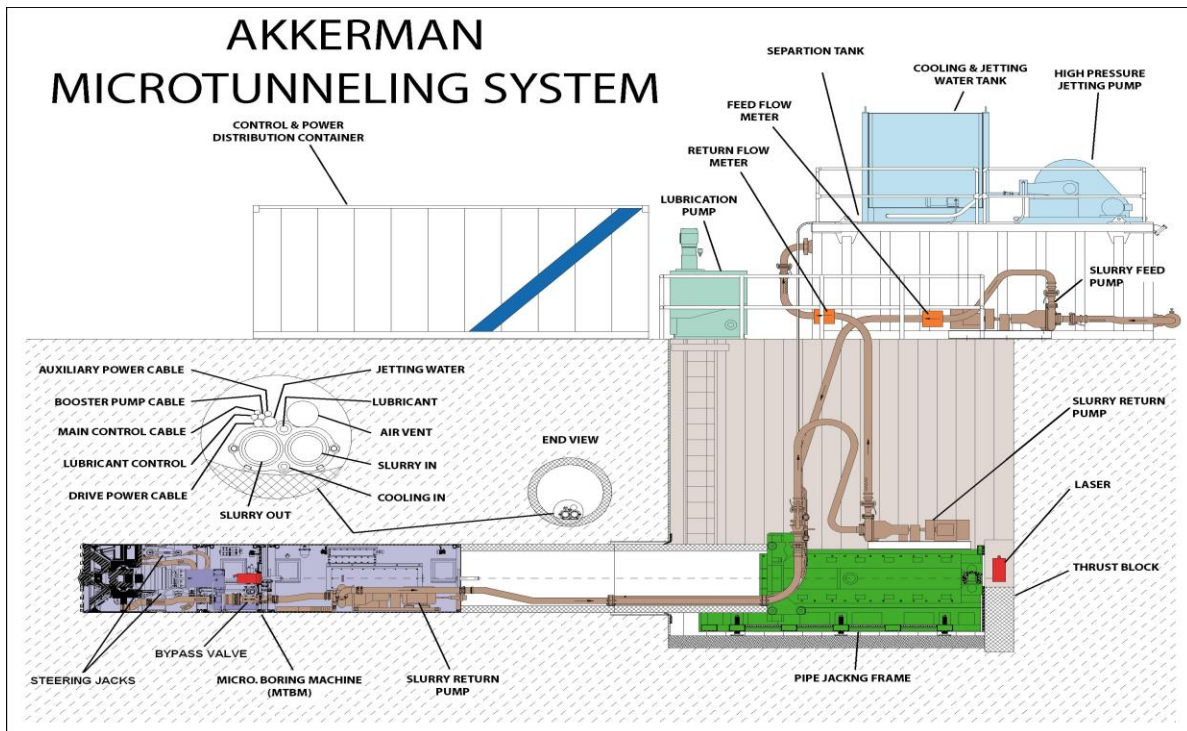 AKKERMAN
MICROTUNNELING SYSTEM
CONTROL & POWER
DISTRIBUTION CONTAINER
SEPARTION TANK
COOLING & JETTING
WATER TANK
HIGH PRESSURE
JETTING PUMP
FEED FLOW
METER
RETURN FLOW
METER
LUBRICATION
PUMP
SLURRY FEED
PUMP
AUXILIARY POWER CABLE
JETTING WATER
BOOSTER PUMP CABLE
LUBRICANT
MAIN CONTROL CABLE
AIR VENT
LUBRICANT CONTROL
SLURRY IN
DRIVE POWER CABLE
COOLING IN
SLURRY OUT
END VIEW
SLURRY RETURN
PUMP
LASER
THRUST BLOCK
STEERING JACKS
BYPASS VALVE
MICRO. BORING MACHINE
(MTBM)
SLURRY RETURN
PUMP
PIPE JACKNG FRAME